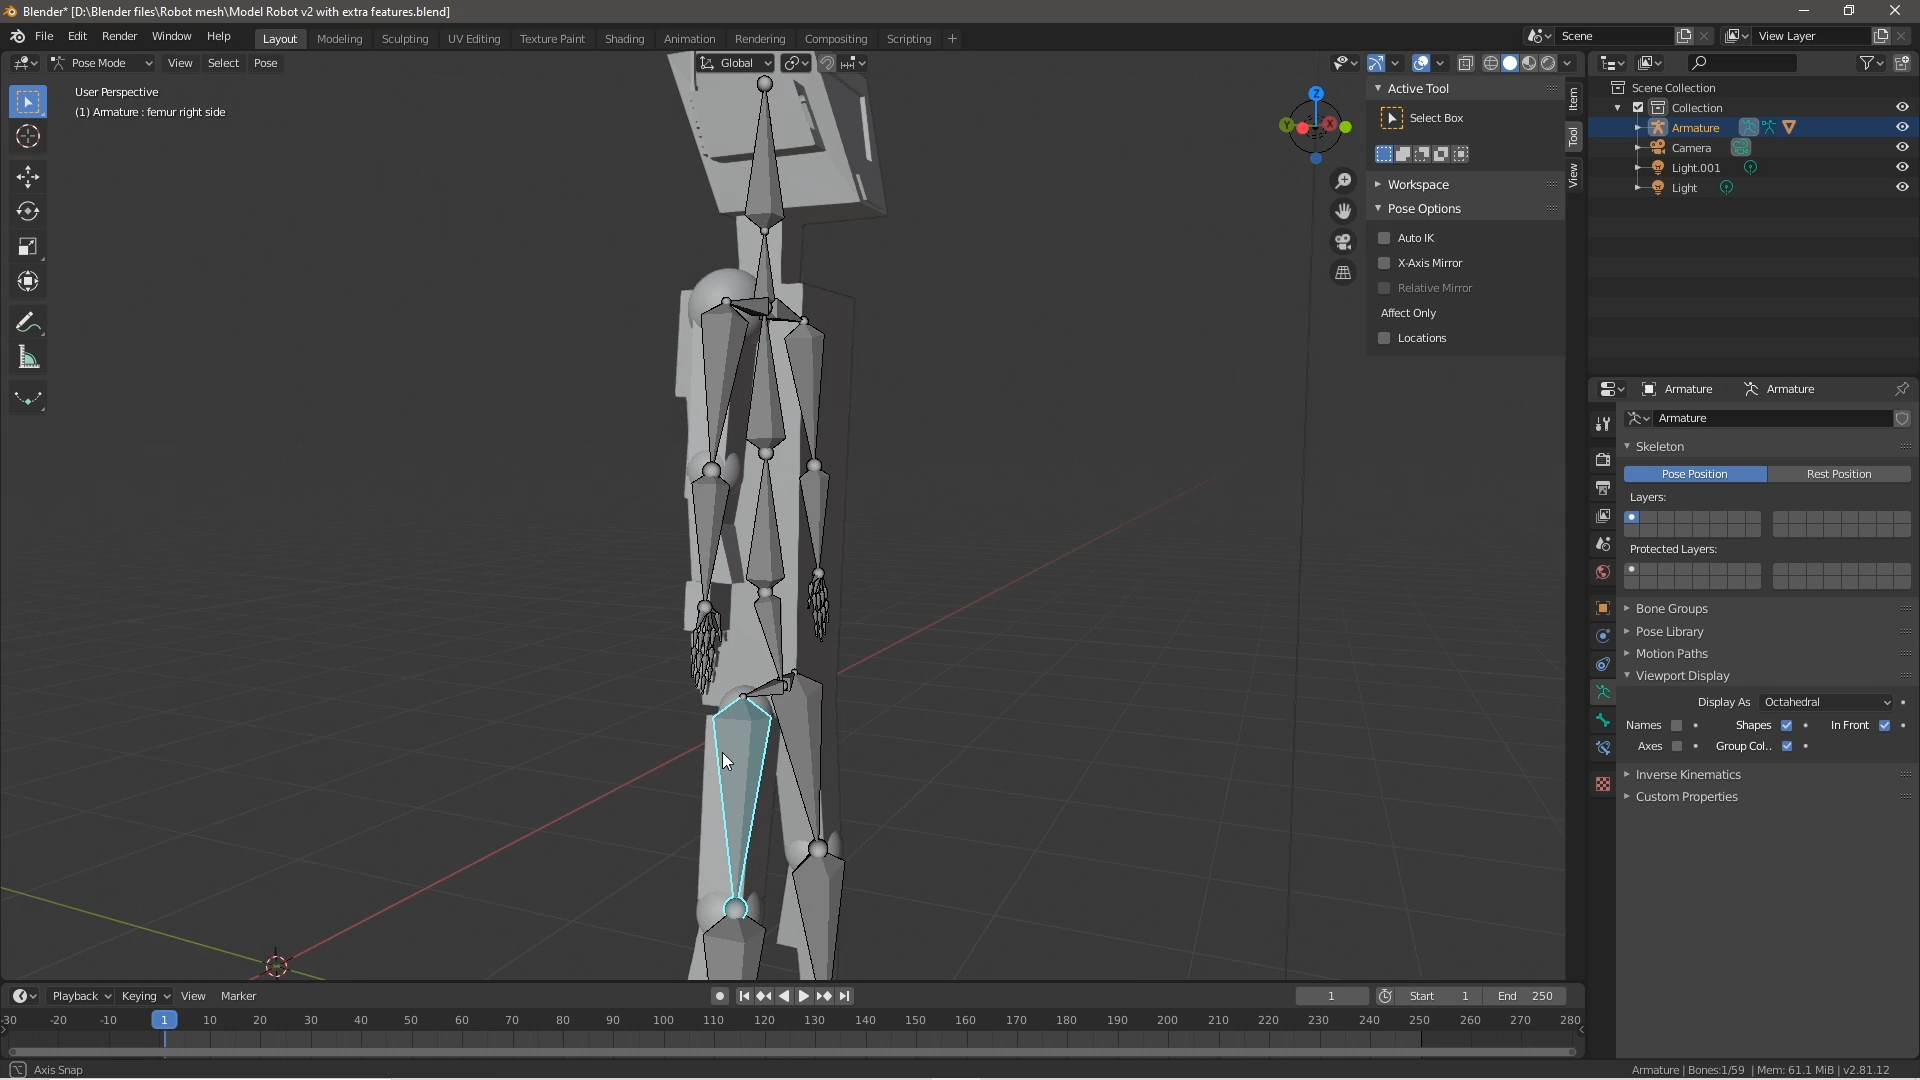 Blender* [D:\Blender files\Robot mesh\Model Robot v2 with extra features.blend]
File Edit Render Window Help Layout Modeling Sculpting UV Editing Texture Paint Shading Animation Rendering Compositing Scripting + Scene View Layer
Pose Mode View Select Pose Global
User Perspective
(1) Armature : femur right side
Z
Y
X
Active Tool
Select Box
Workspace
Pose Options
Auto IK
X-Axis Mirror
Relative Mirror
Affect Only
Locations
Item
Tool
View
Scene Collection
Collection
Armature
Camera
Light.001
Light
Armature Armature
Armature
Skeleton
Pose Position Rest Position
Layers:
Protected Layers:
Bone Groups
Pose Library
Motion Paths
Viewport Display
Display As Octahedral
Names Shapes In Front
Axes Group Col..
Inverse Kinematics
Custom Properties
Playback Keying View Marker 1 Start 1 End 250
-30 -20 -10 1 10 20 30 40 50 60 70 80 90 100 110 120 130 140 150 160 170 180 190 200 210 220 230 240 250 260 270 280
Axis Snap Armature | Bones:1/59 | Mem: 61.1 MiB | v2.81.12